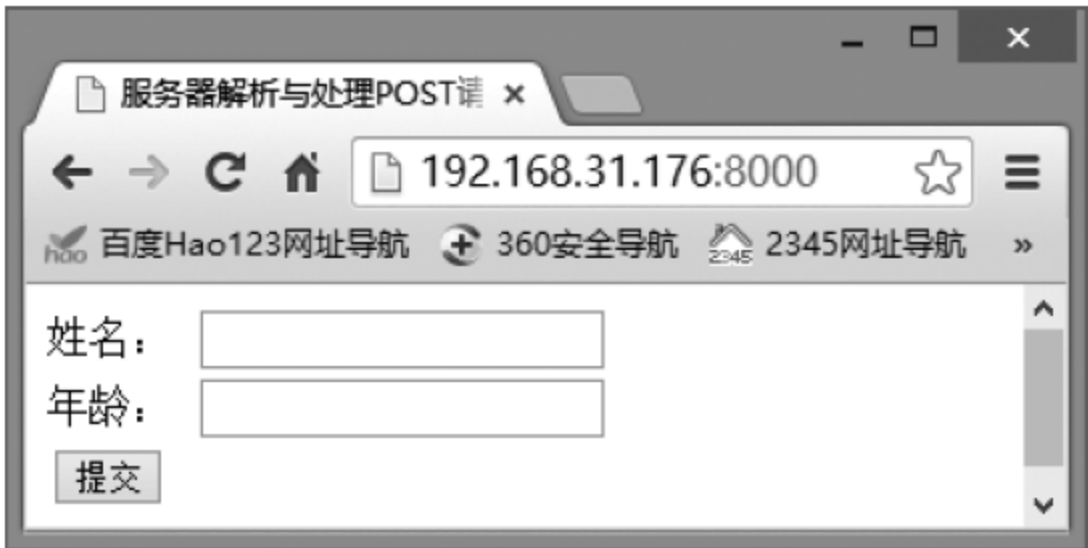 服务器解析与处理POST请
192.168.31.176:8000
hao 百度Hao123网址导航 360安全导航 2345 2345网址导航 »
姓名：
年龄：
提交